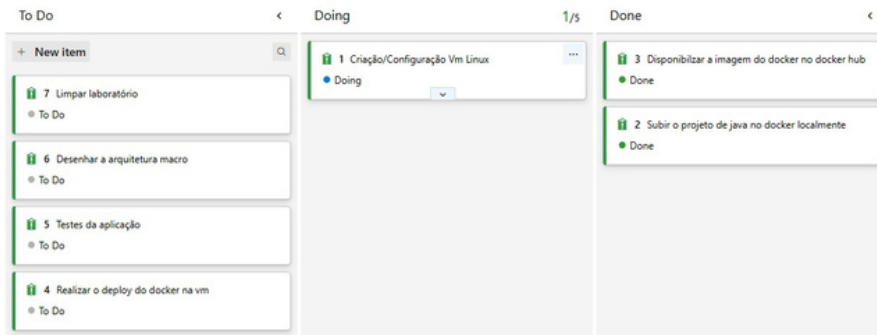 To Do
+ New item
7 Limpar laboratório
To Do
6 Desenhar a arquitetura macro
To Do
5 Testes da aplicação
To Do
4 Realizar o deploy do docker na vm
To Do
Doing 1/5
1 Criação/Configuração Vm Linux ...
Doing
Done
3 Disponibilzar a imagem do docker no docker hub
Done
2 Subir o projeto de java no docker localmente
Done